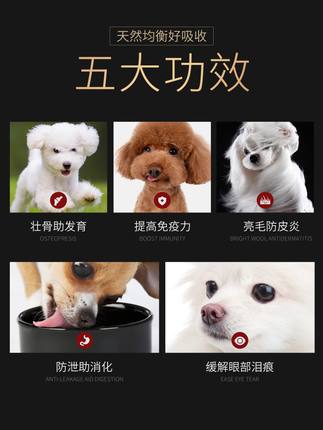 天然均衡好吸收
五大功效
壮骨助发育
OSTEOPRESIS
提高免疫力
BOOST IMMUNITY
亮毛防皮炎
BRIGHT WOOL ANTIDERMATITIS
防泄助消化
ANTI-LEAKAGE AID DIGESTION
缓解眼部泪痕
EASE EYE TEAR